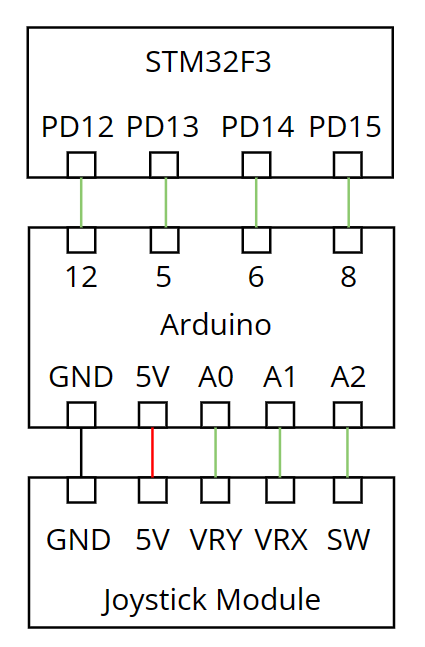 STM32F3
PD12 PD13 PD14 PD15
12 5 6 8
Arduino
GND 5V A0 A1 A2
GND 5V VRY VRX SW
Joystick Module